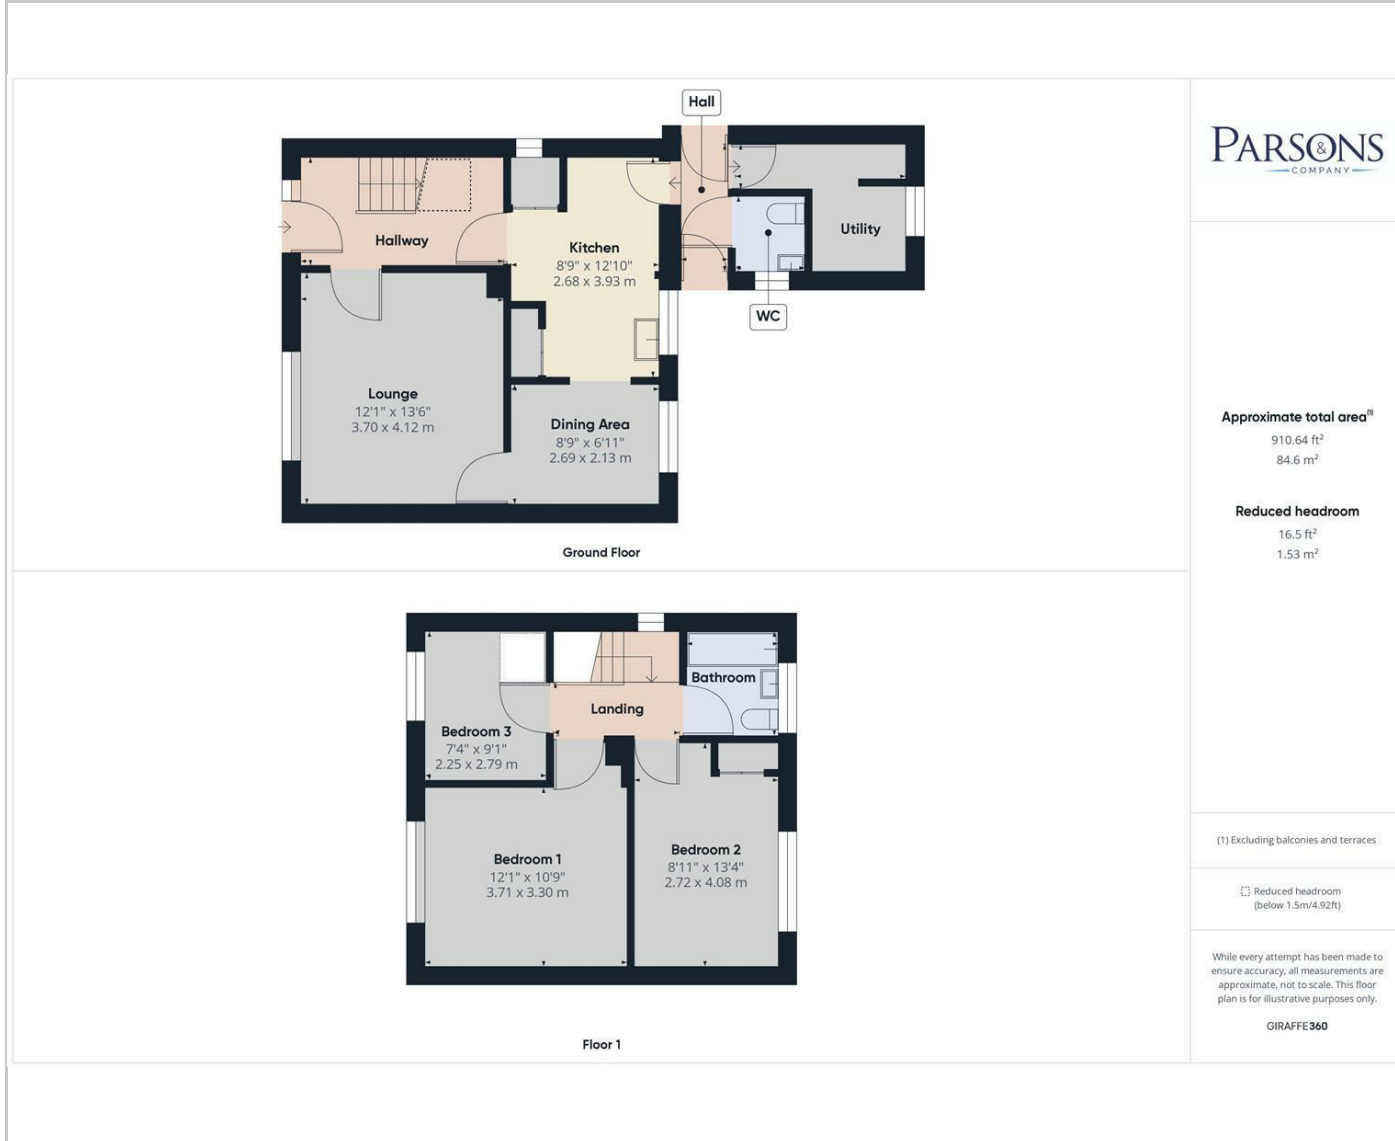 Hall
Hallway
Kitchen
8'9" x 12'10"
2.68 x 3.93 m
Utility
WC
Lounge
12'1" x 13'6"
3.70 x 4.12 m
Dining Area
8'9" x 6'11"
2.69 x 2.13 m
Ground Floor
Bathroom
Landing
Bedroom 3
7'4" x 9'1"
2.25 x 2.79 m
Bedroom 1
12'1" x 10'9"
3.71 x 3.30 m
Bedroom 2
8'11" x 13'4"
2.72 x 4.08 m
Floor 1
PARSONS
&
COMPANY
Approximate total area(1)
910.64 ft²
84.6 m²
Reduced headroom
16.5 ft²
1.53 m²
(1) Excluding balconies and terraces
Reduced headroom
(below 1.5m/4.92ft)
While every attempt has been made to
ensure accuracy, all measurements are
approximate, not to scale. This floor
plan is for illustrative purposes only.
GIRAFFE360